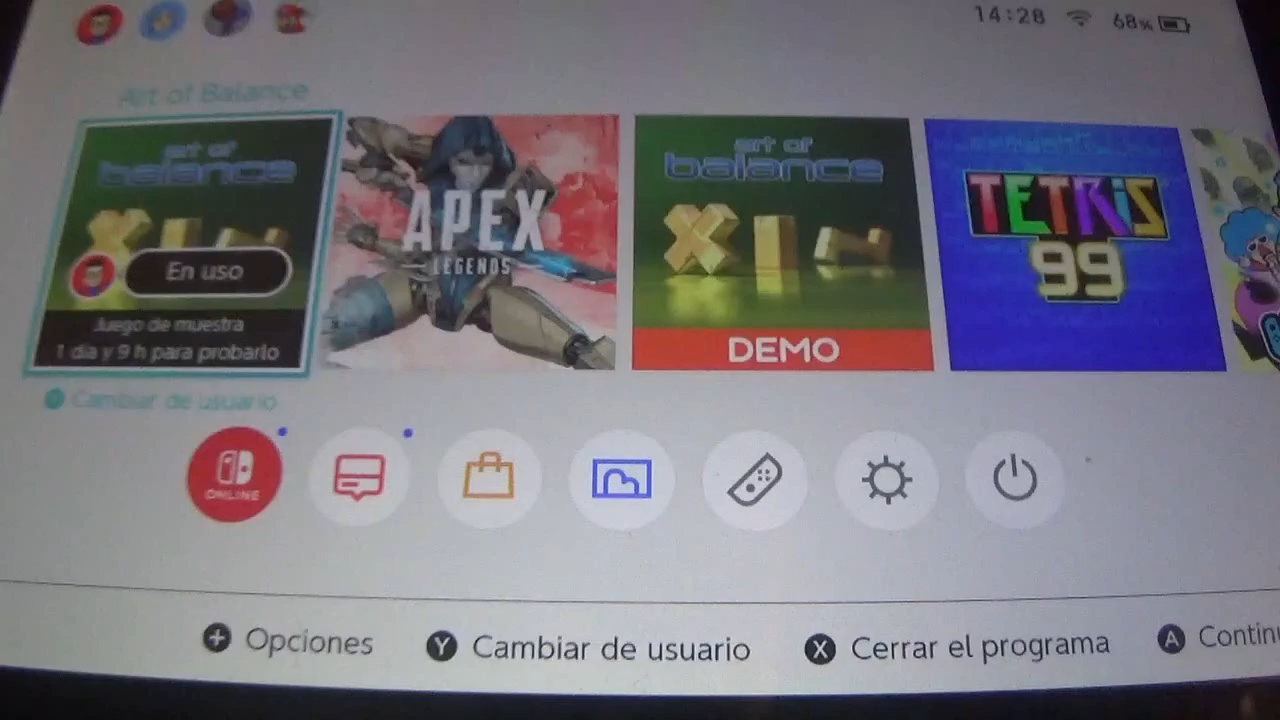 14:28 68%
Art of Balance
art of
balance
En uso
Juego de muestra
1 día y 9 h para probarlo
APEX
LEGENDS
art of
balance
DEMO
TETRIS
99
Cambiar de usuario
ONLINE
Opciones
Y Cambiar de usuario
X Cerrar el programa
A